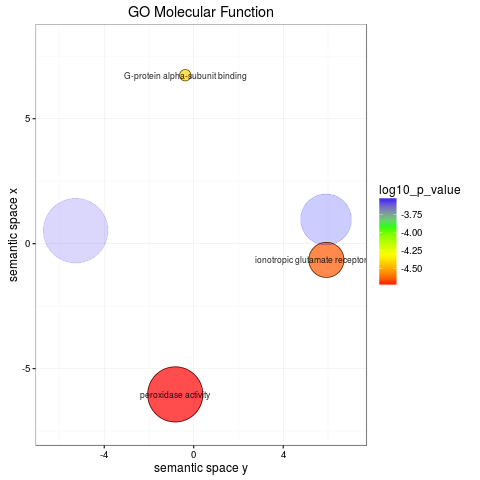 GO Molecular Function
G-protein alpha-subunit binding
ionotropic glutamate receptor
peroxidase activity
5
0
-5
-4
0
4
semantic space x
semantic space y
log10_p_value
-3.75
-4.00
-4.25
-4.50